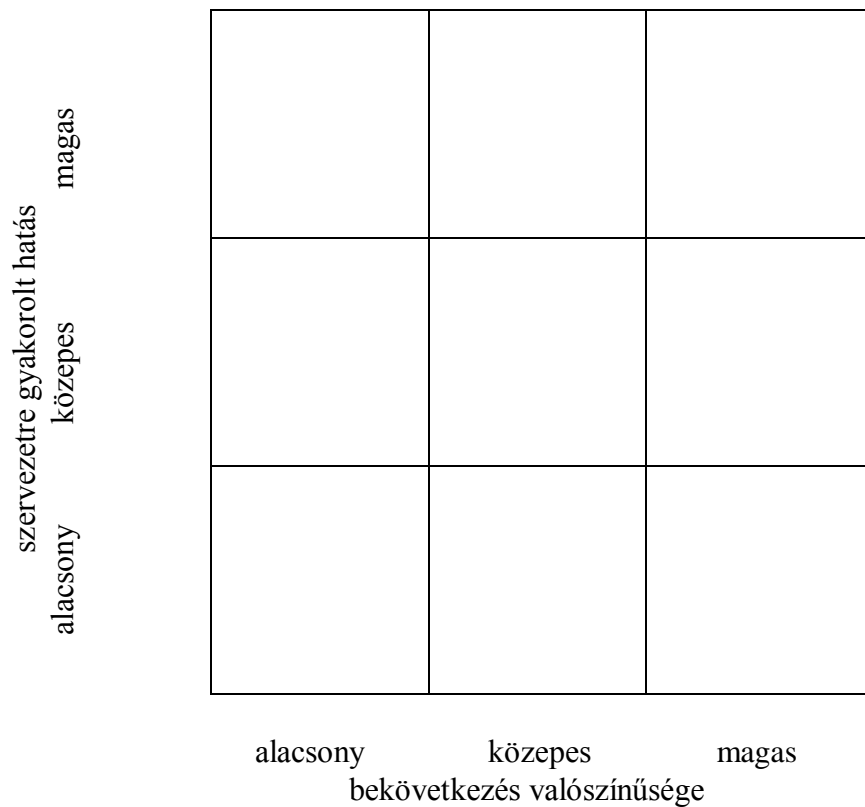 szervezetre gyakorolt hatás
magas
közepes
alacsony
alacsony közepes magas
bekövetkezés valószínűsége